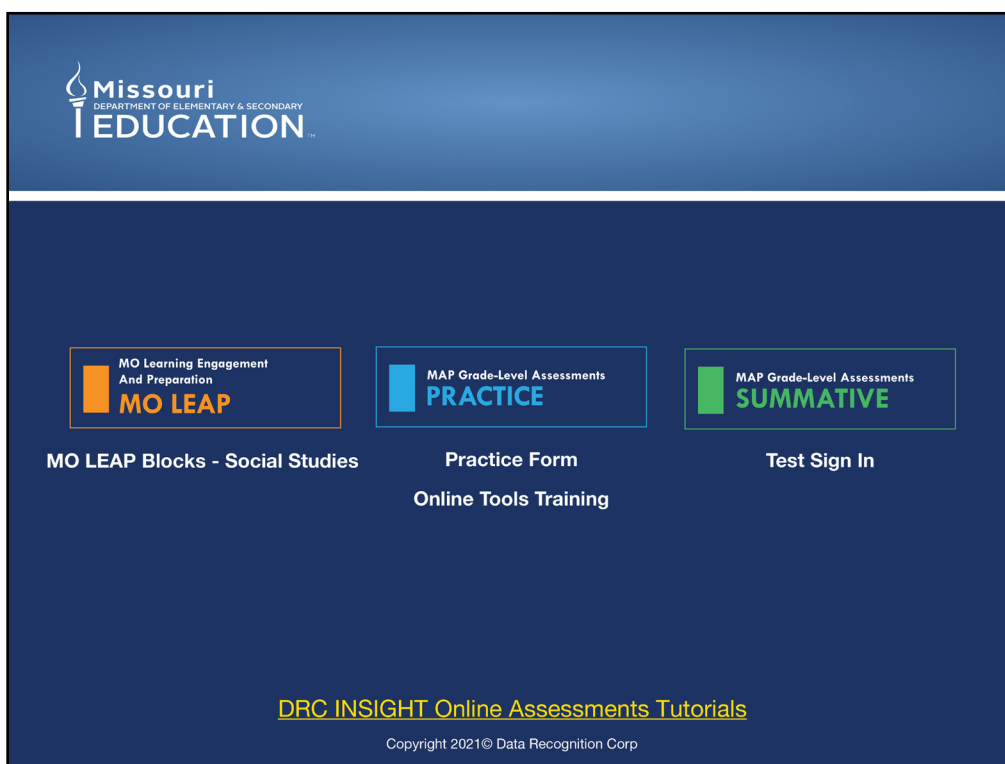 Missouri
DEPARTMENT OF ELEMENTARY & SECONDARY
EDUCATION TM
MO Learning Engagement
And Preparation
MO LEAP
MO LEAP Blocks - Social Studies
MAP Grade-Level Assessments
PRACTICE
Practice Form
Online Tools Training
MAP Grade-Level Assessments
SUMMATIVE
Test Sign In
DRC INSIGHT Online Assessments Tutorials
Copyright 2021© Data Recognition Corp